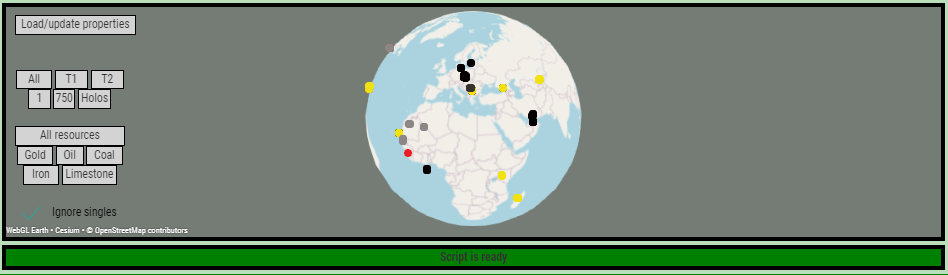 Load/update properties
All T1 T2
1 750 Holos
All resources
Gold Oil Coal
Iron Limestone
Ignore singles
WebGL Earth • Cesium • © OpenStreetMap contributors
Script is ready